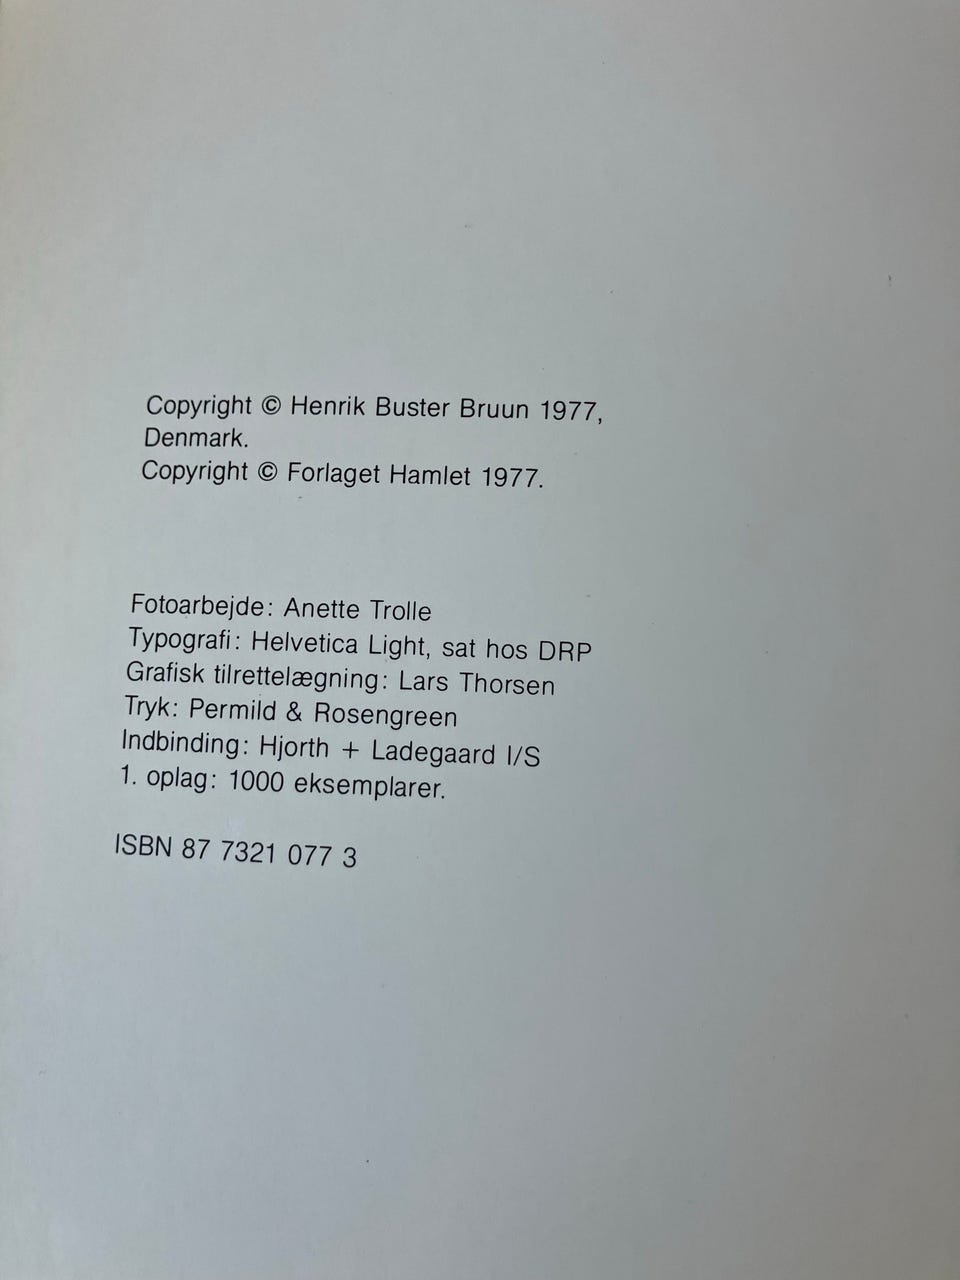 Copyright © Henrik Buster Bruun 1977,
Denmark.
Copyright © Forlaget Hamlet 1977.
Fotoarbejde: Anette Trolle
Typografi: Helvetica Light, sat hos DRP
Grafisk tilrettelægning: Lars Thorsen
Tryk: Permild & Rosengreen
Indbinding: Hjorth + Ladegaard I/S
1. oplag: 1000 eksemplarer.
ISBN 87 7321 077 3